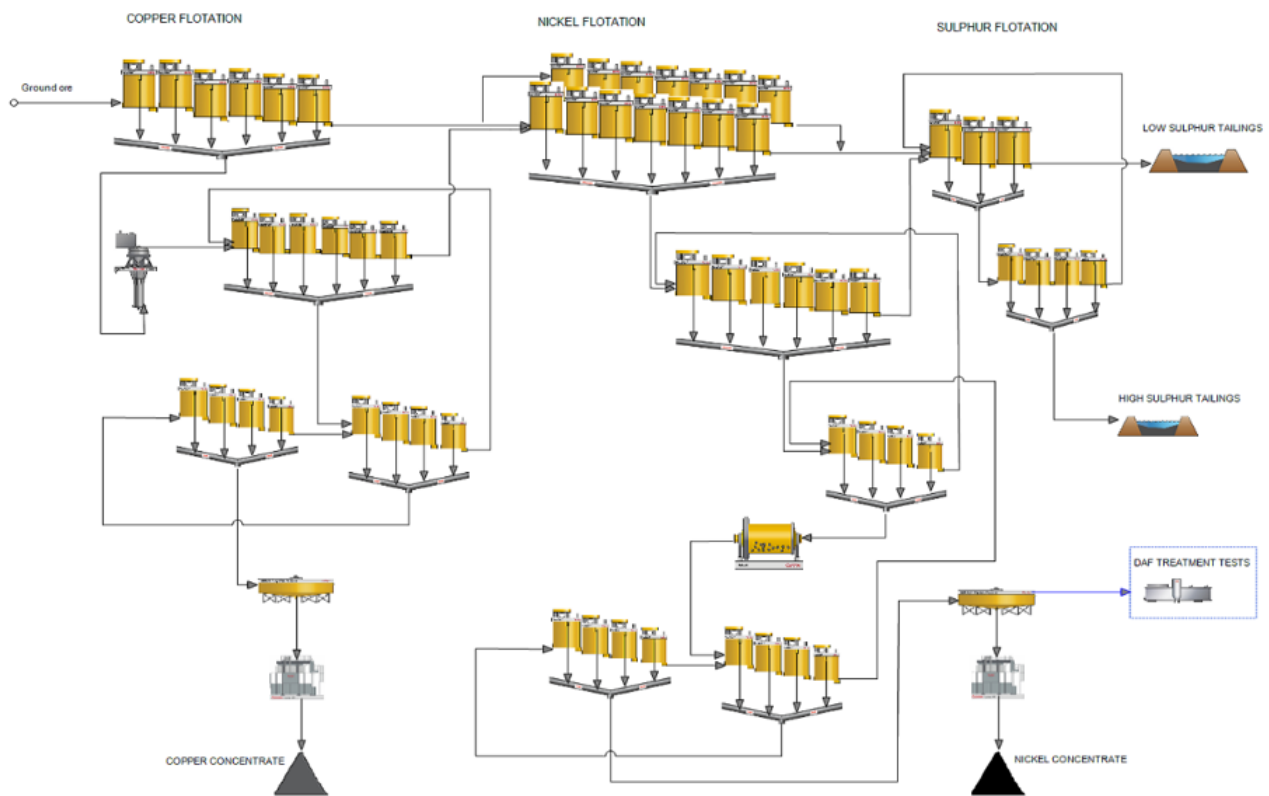 COPPER FLOTATION
NICKEL FLOTATION
SULPHUR FLOTATION
Ground ore
LOW SULPHUR TAILINGS
HIGH SULPHUR TAILINGS
DAF TREATMENT TESTS
COPPER CONCENTRATE
NICKEL CONCENTRATE